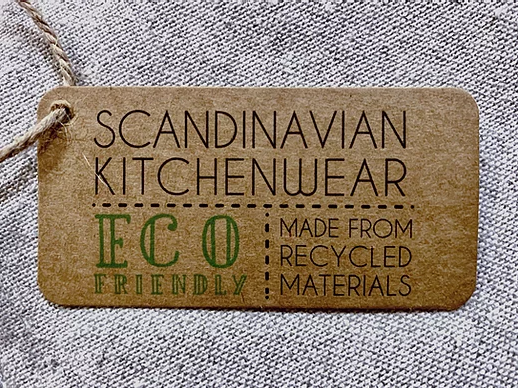 SCANDINAVIAN
KITCHENWEAR
ECO
FRIENDLY
MADE FROM
RECYCLED
MATERIALS